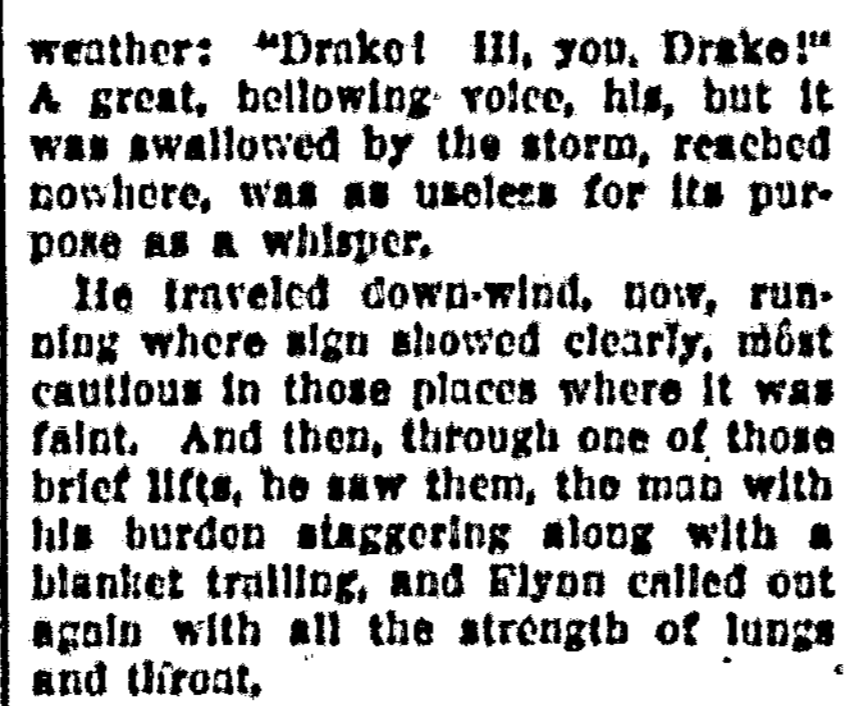 weather: "Drake! Hi, you, Drake!"
A great, bellowing voice, his, but it
was swallowed by the storm, reached
nowhere, was as useless for its pur-
pose as a whisper.
He traveled down-wind, now, run-
ning where sign showed clearly, most
cautious in those places where it was
faint. And then, through one of those
brief lifts, he saw them, the man with
his burden staggering along with a
blanket trailing, and Flynn called out
again with all the strength of lungs
and throat.